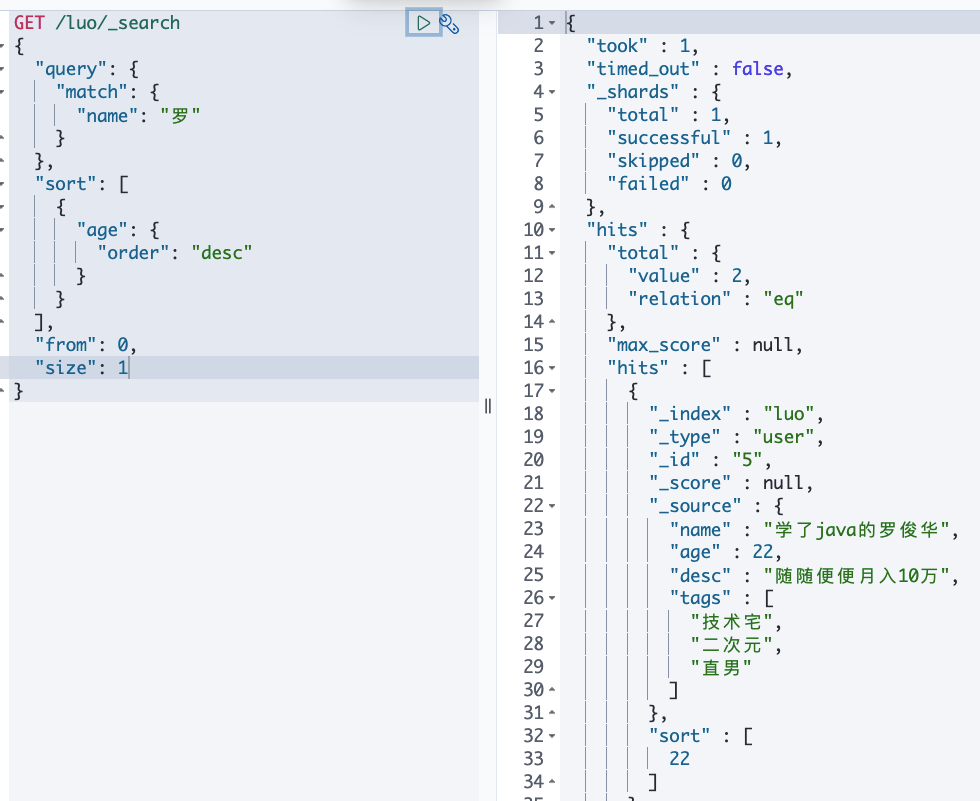 GET /luo/_search
{
"query": {
"match": {
"name": "罗"
}
},
"sort": [
{
"age": {
"order": "desc"
}
}
],
"from": 0,
"size": 1
}
1 {
2 "took" : 1,
3 "timed_out" : false,
4 "_shards" : {
5 "total" : 1,
6 "successful" : 1,
7 "skipped" : 0,
8 "failed" : 0
9 },
10 "hits" : {
11 "total" : {
12 "value" : 2,
13 "relation" : "eq"
14 },
15 "max_score" : null,
16 "hits" : [
17 {
18 "_index" : "luo",
19 "_type" : "user",
20 "_id" : "5",
21 "_score" : null,
22 "_source" : {
23 "name" : "学了java的罗俊华",
24 "age" : 22,
25 "desc" : "随随便便月入10万",
26 "tags" : [
27 "技术宅",
28 "二次元",
29 "直男"
30 ]
31 },
32 "sort" : [
33 22
34 ]